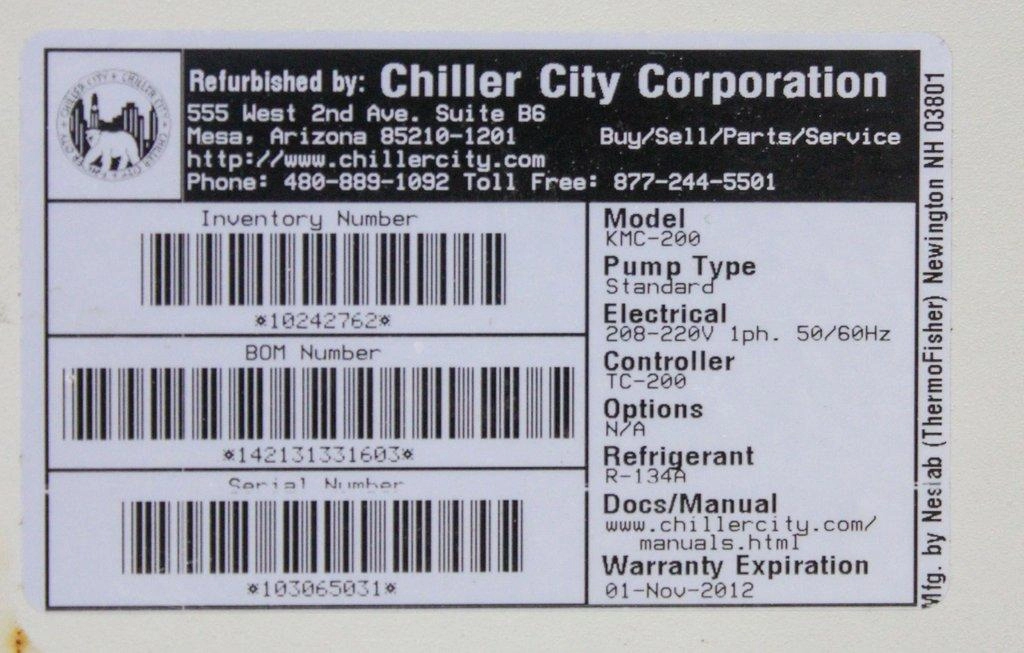 CHILLER CITY CHILLER CITY
Refurbished by: Chiller City Corporation
555 West 2nd Ave. Suite B6
Mesa, Arizona 85210-1201
Buy/Sell/Parts/Service
http://www.chillercity.com
Phone: 480-889-1092 Toll Free: 877-244-5501
Inventory Number
*10242762*
BOM Number
*142131331603*
Serial Number
*103065031*
Model
KMC-200
Pump Type
Standard
Electrical
208-220V 1ph. 50/60Hz
Controller
TC-200
Options
N/A
Refrigerant
R-134A
Docs/Manual
www.chillercity.com/
manuals.html
Warranty Expiration
01-Nov-2012
Mfg. by Neslab (ThermoFisher) Newington NH 03801